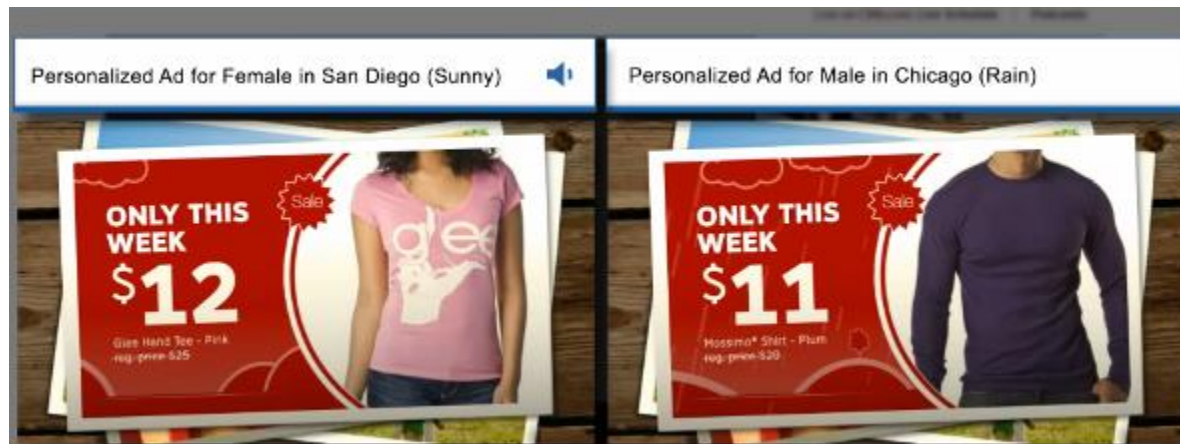 Personalized Ad for Female in San Diego (Sunny)
Personalized Ad for Male in Chicago (Rain)
ONLY THIS
WEEK
$12
Glee Hand Tee - Pink
reg. price $25
Sale
glee
ONLY THIS
WEEK
$11
Mossimo® Shirt - Plum
reg. price $20
Sale